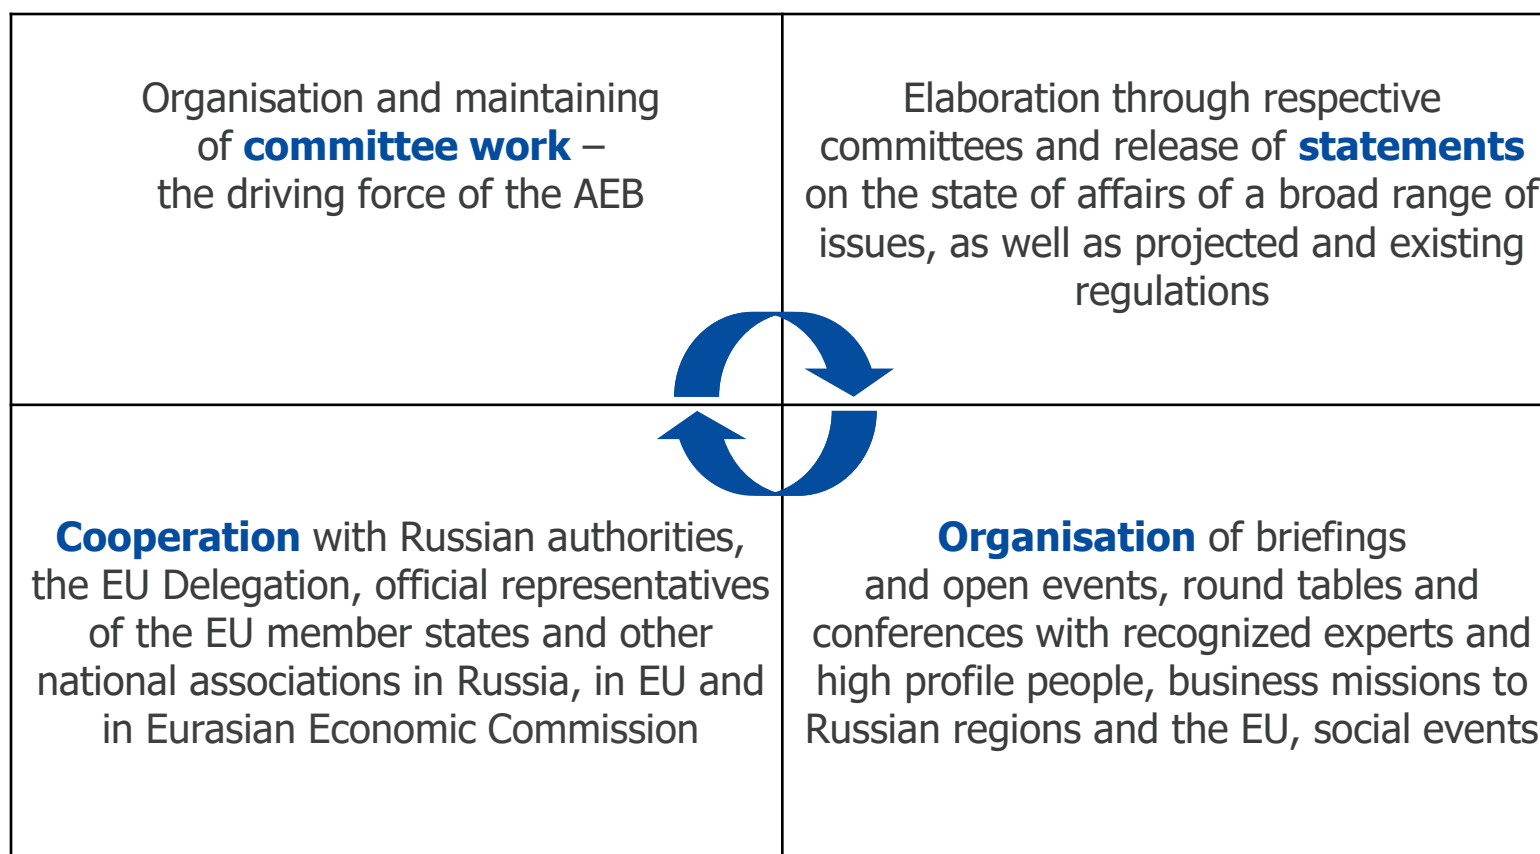 Organisation and maintaining
of committee work –
the driving force of the AEB
Elaboration through respective
committees and release of statements
on the state of affairs of a broad range of
issues, as well as projected and existing
regulations
Cooperation with Russian authorities,
the EU Delegation, official representatives
of the EU member states and other
national associations in Russia, in EU and
in Eurasian Economic Commission
Organisation of briefings
and open events, round tables and
conferences with recognized experts and
high profile people, business missions to
Russian regions and the EU, social events